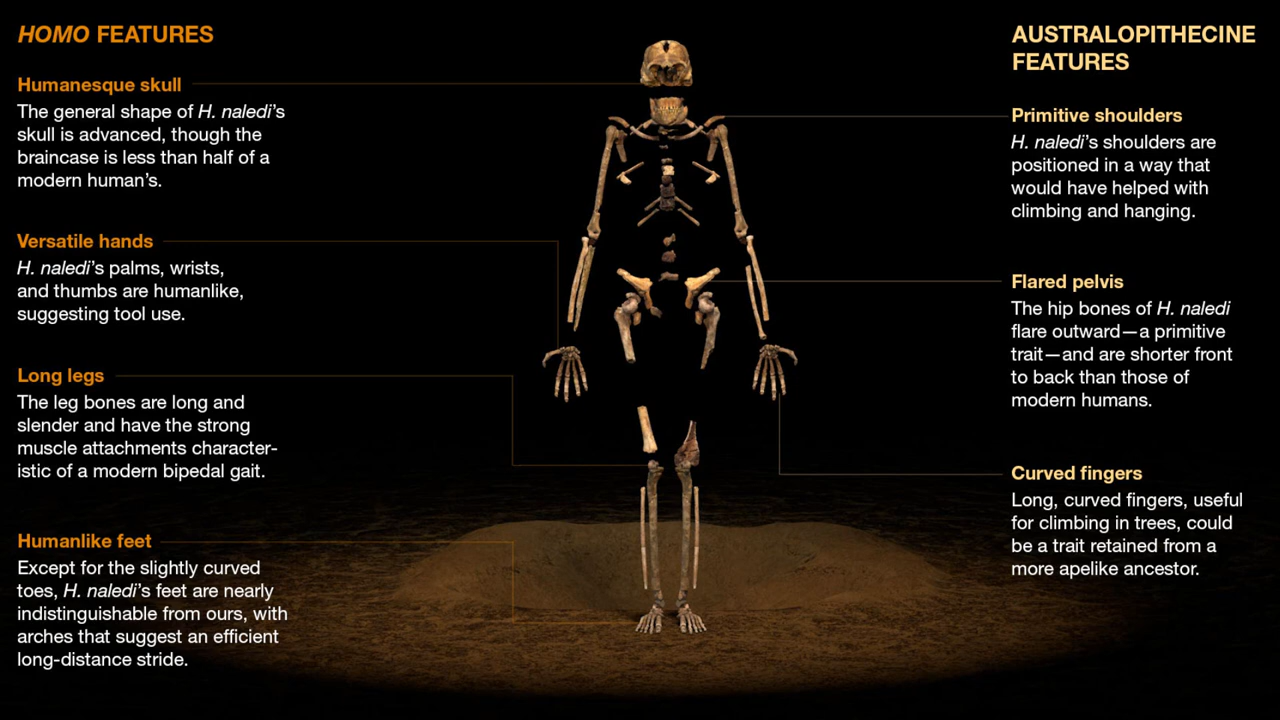 HOMO FEATURES
Humanesque skull
The general shape of H. naledi's
skull is advanced, though the
braincase is less than half of a
modern human's.
Versatile hands
H. naledi's palms, wrists,
and thumbs are humanlike,
suggesting tool use.
Long legs
The leg bones are long and
slender and have the strong
muscle attachments character-
istic of a modern bipedal gait.
Humanlike feet
Except for the slightly curved
toes, H. naledi's feet are nearly
indistinguishable from ours, with
arches that suggest an efficient
long-distance stride.
AUSTRALOPITHECINE
FEATURES
Primitive shoulders
H. naledi's shoulders are
positioned in a way that
would have helped with
climbing and hanging.
Flared pelvis
The hip bones of H. naledi
flare outward—a primitive
trait—and are shorter front
to back than those of
modern humans.
Curved fingers
Long, curved fingers, useful
for climbing in trees, could
be a trait retained from a
more apelike ancestor.